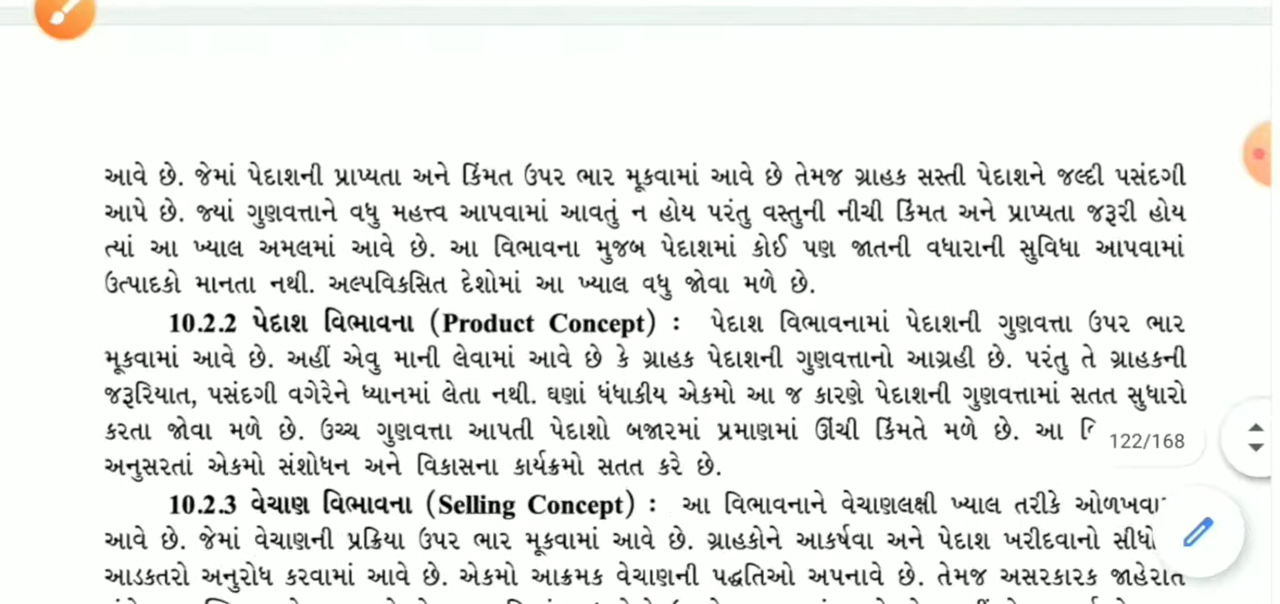 આવે છે. જેમાં પેદાશની પ્રાપ્યતા અને કિંમત ઉપર ભાર મૂકવામાં આવે છે તેમજ ગ્રાહક સસ્તી પેદાશને જલ્દી પસંદગી
આપે છે. જ્યાં ગુણવત્તાને વધુ મહત્ત્વ આપવામાં આવતું ન હોય પરંતુ વસ્તુની નીચી કિંમત અને પ્રાપ્યતા જરૂરી હોય
ત્યાં આ ખ્યાલ અમલમાં આવે છે. આ વિભાવના મુજબ પેદાશમાં કોઈ પણ જાતની વધારાની સુવિધા આપવામાં
ઉત્પાદકો માનતા નથી. અલ્પવિકસિત દેશોમાં આ ખ્યાલ વધુ જોવા મળે છે.
10.2.2 પેદાશ વિભાવના (Product Concept) : પેદાશ વિભાવનામાં પેદાશની ગુણવત્તા ઉપર ભાર
મૂકવામાં આવે છે. અહીં એવુ માની લેવામાં આવે છે કે ગ્રાહક પેદાશની ગુણવત્તાનો આગ્રહી છે. પરંતુ તે ગ્રાહકની
જરૂરિયાત, પસંદગી વગેરેને ધ્યાનમાં લેતા નથી. ઘણાં ધંધાકીય એકમો આ જ કારણે પેદાશની ગુણવત્તામાં સતત સુધારો
કરતા જોવા મળે છે. ઉચ્ચ ગુણવત્તા આપતી પેદાશો બજારમાં પ્રમાણમાં ઊંચી કિંમતે મળે છે. આ
122/168
અનુસરતાં એકમો સંશોધન અને વિકાસના કાર્યક્રમો સતત કરે છે.
10.2.3 વેચાણ વિભાવના (Selling Concept) : આ વિભાવનાને વેચાણલક્ષી ખ્યાલ તરીકે
આવે છે. જેમાં વેચાણની પ્રક્રિયા ઉપર ભાર મૂકવામાં આવે છે. ગ્રાહકોને આકર્ષવા અને પેદાશ ખરીદવાનો
આડકતરો અનુરોધ કરવામાં આવે છે. એકમો આક્રમક વેચાણની પદ્ધતિઓ અપનાવે છે. તેમજ અસરકારક જાહેરાત